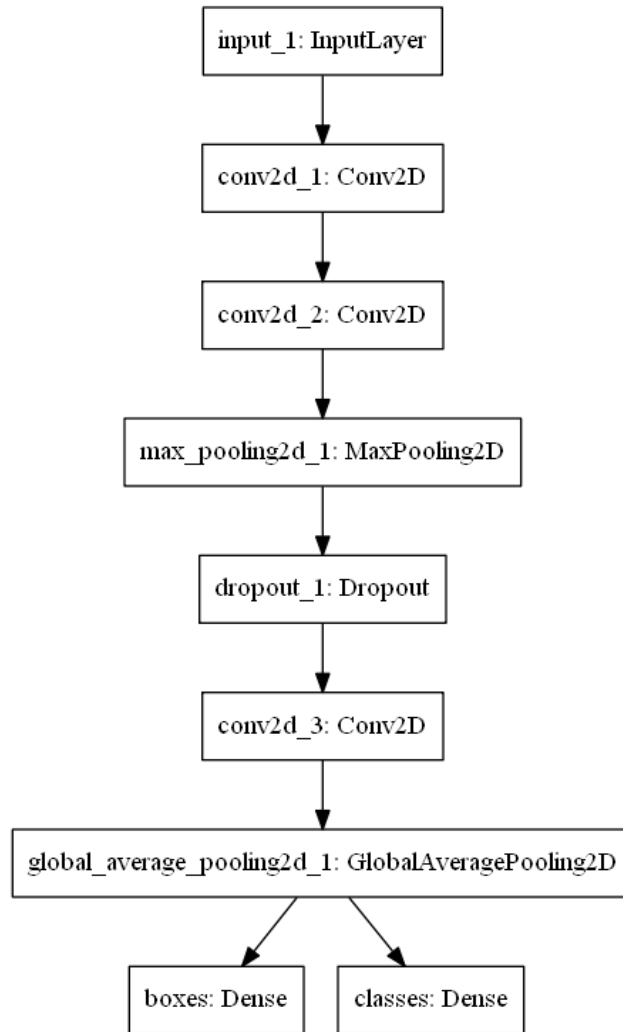 input_1: InputLayer
conv2d_1: Conv2D
conv2d_2: Conv2D
max_pooling2d_1: MaxPooling2D
dropout_1: Dropout
conv2d_3: Conv2D
global_average_pooling2d_1: GlobalAveragePooling2D
boxes: Dense
classes: Dense